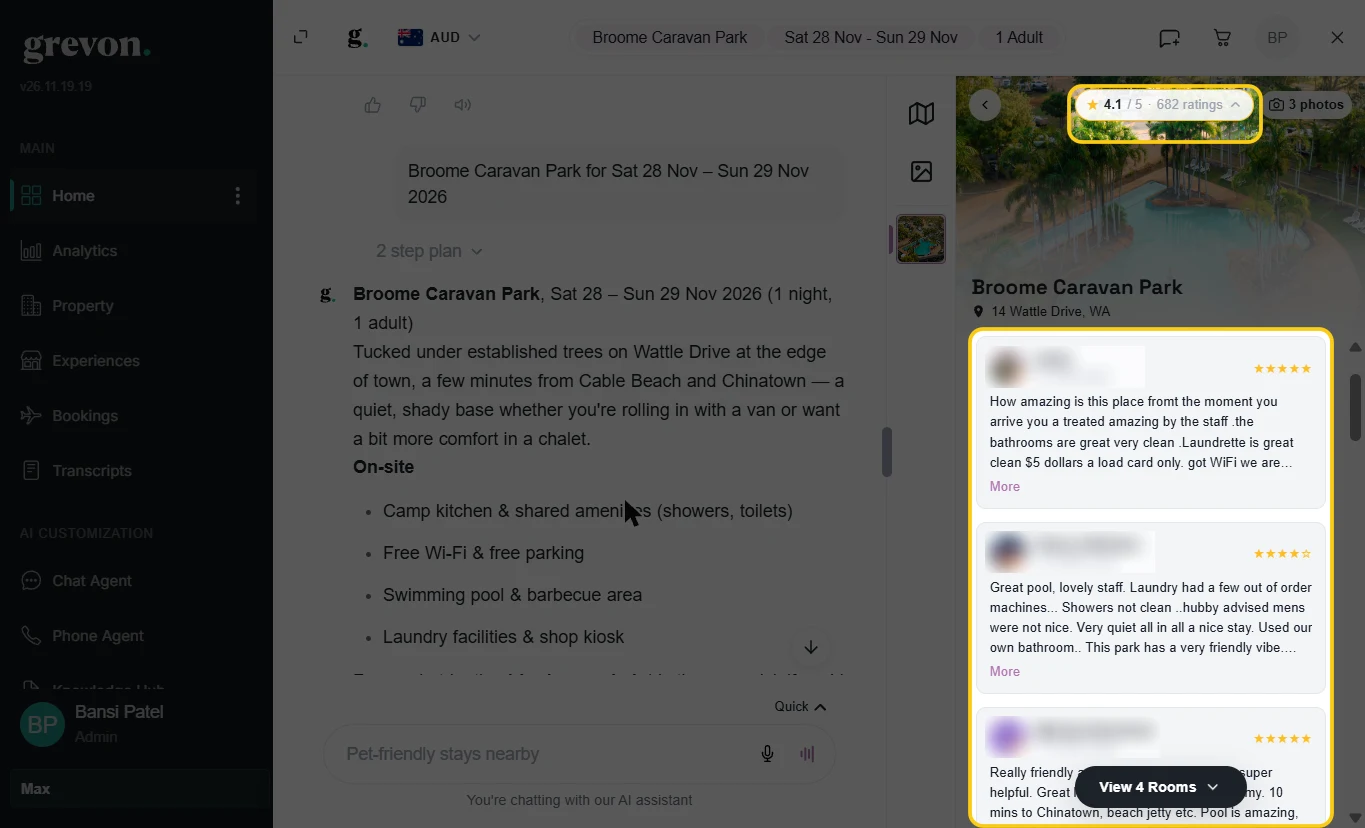 grevon.
v26.11.19.19
MAIN
Home
Analytics
Property
Experiences
Bookings
Transcripts
AI CUSTOMIZATION
Chat Agent
Phone Agent
Knowledge Hub
BP
Bansi Patel
Admin
Max
g.
AUD
Broome Caravan Park
Sat 28 Nov - Sun 29 Nov
1 Adult
BP
Broome Caravan Park for Sat 28 Nov – Sun 29 Nov
2026
2 step plan
g.
Broome Caravan Park, Sat 28 – Sun 29 Nov 2026 (1 night,
1 adult)
Tucked under established trees on Wattle Drive at the edge
of town, a few minutes from Cable Beach and Chinatown — a
quiet, shady base whether you're rolling in with a van or want
a bit more comfort in a chalet.
On-site
Camp kitchen & shared amenities (showers, toilets)
Free Wi-Fi & free parking
Swimming pool & barbecue area
Laundry facilities & shop kiosk
Quick
Pet-friendly stays nearby
You're chatting with our AI assistant
4.1 / 5 · 682 ratings
3 photos
Broome Caravan Park
14 Wattle Drive, WA
How amazing is this place fromt the moment you
arrive you a treated amazing by the staff .the
bathrooms are great very clean .Laundrette is great
clean $5 dollars a load card only. got WiFi we are...
More
Great pool, lovely staff. Laundry had a few out of order
machines... Showers not clean ..hubby advised mens
were not nice. Very quiet all in all a nice stay. Used our
own bathroom.. This park has a very friendly vibe....
More
Really friendly super
helpful. Great my. 10
mins to Chinatown, beach jetty etc. Pool is amazing,
View 4 Rooms